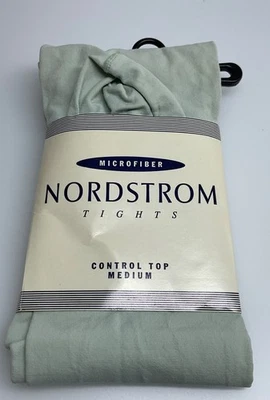 MICROFIBER
NORDSTROM
TIGHTS
CONTROL TOP
MEDIUM